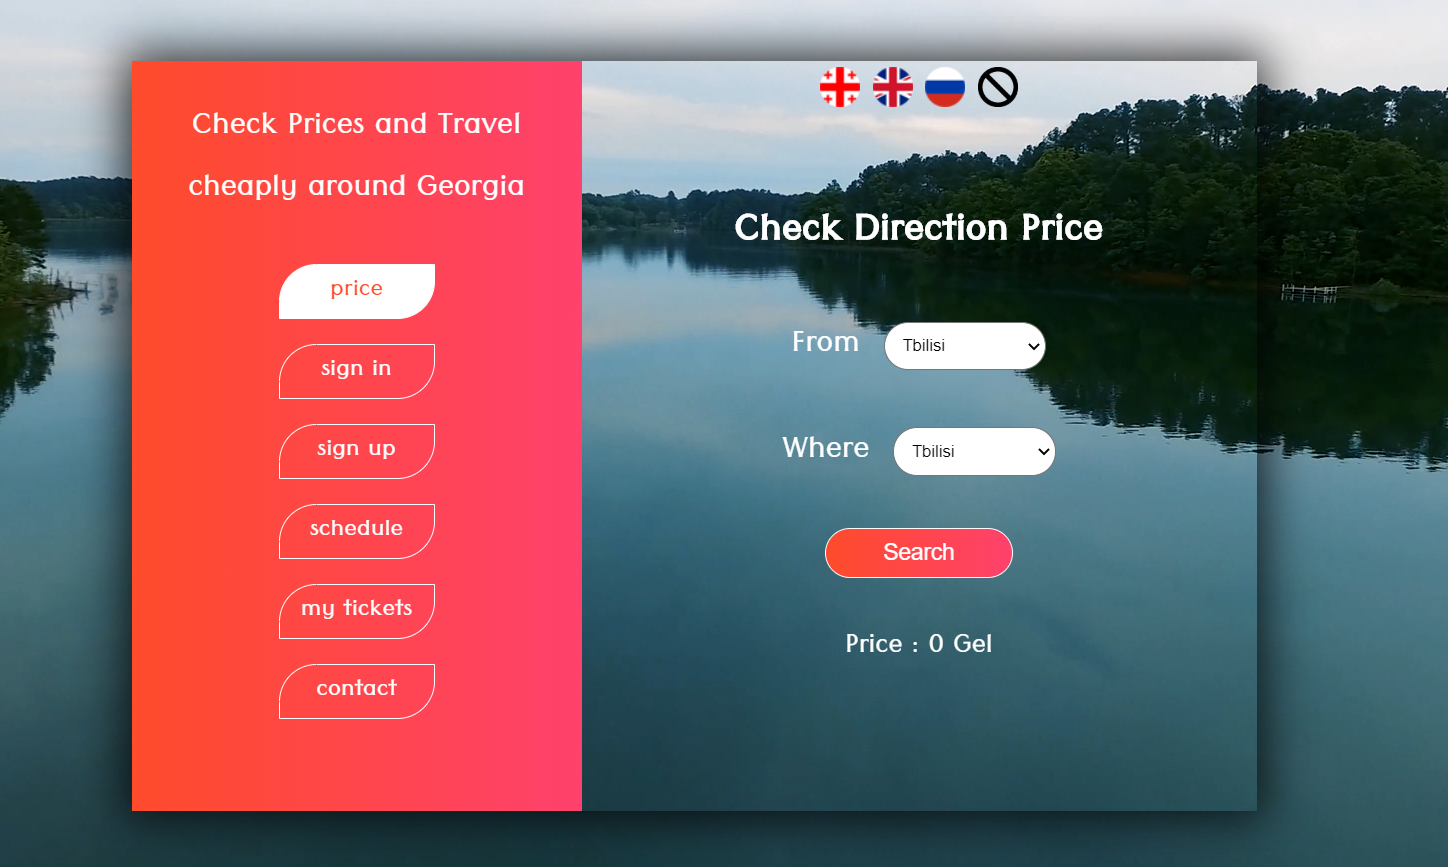 Check Prices and Travel
cheaply around Georgia
price
sign in
sign up
schedule
my tickets
contact
Check Direction Price
From Tbilisi
Where Tbilisi
Search
Price : 0 Gel